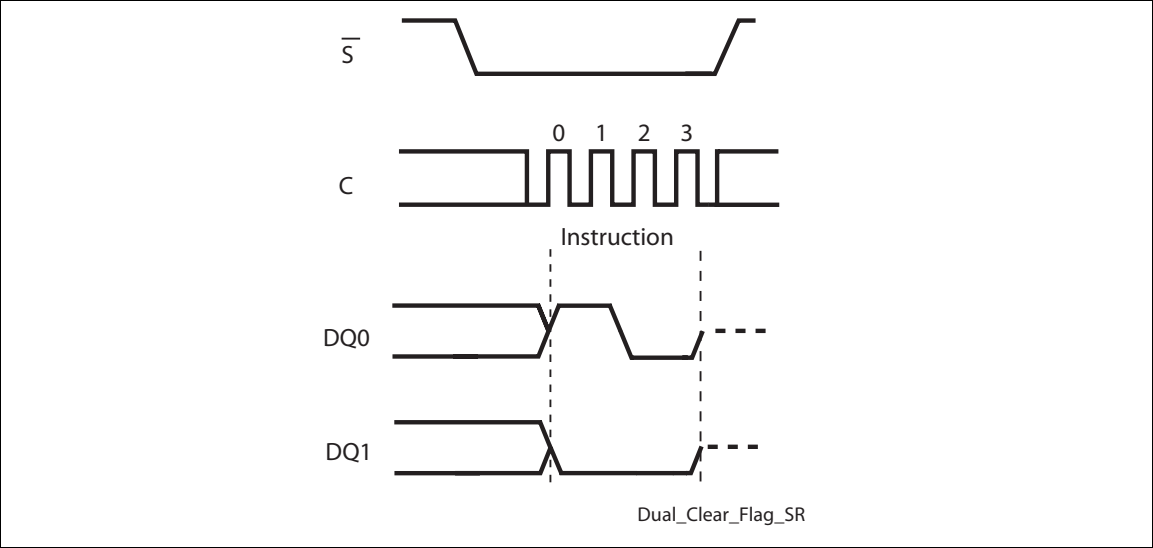 S̅
0 1 2 3
C
Instruction
DQ0
DQ1
Dual_Clear_Flag_SR